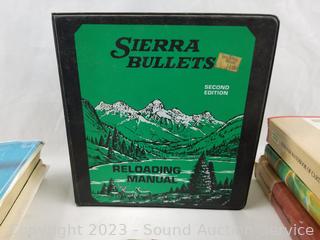 SIERRA
BULLETS
SECOND
EDITION
RELOADING
MANUAL
Copyright 2023 - Sound Auction Service